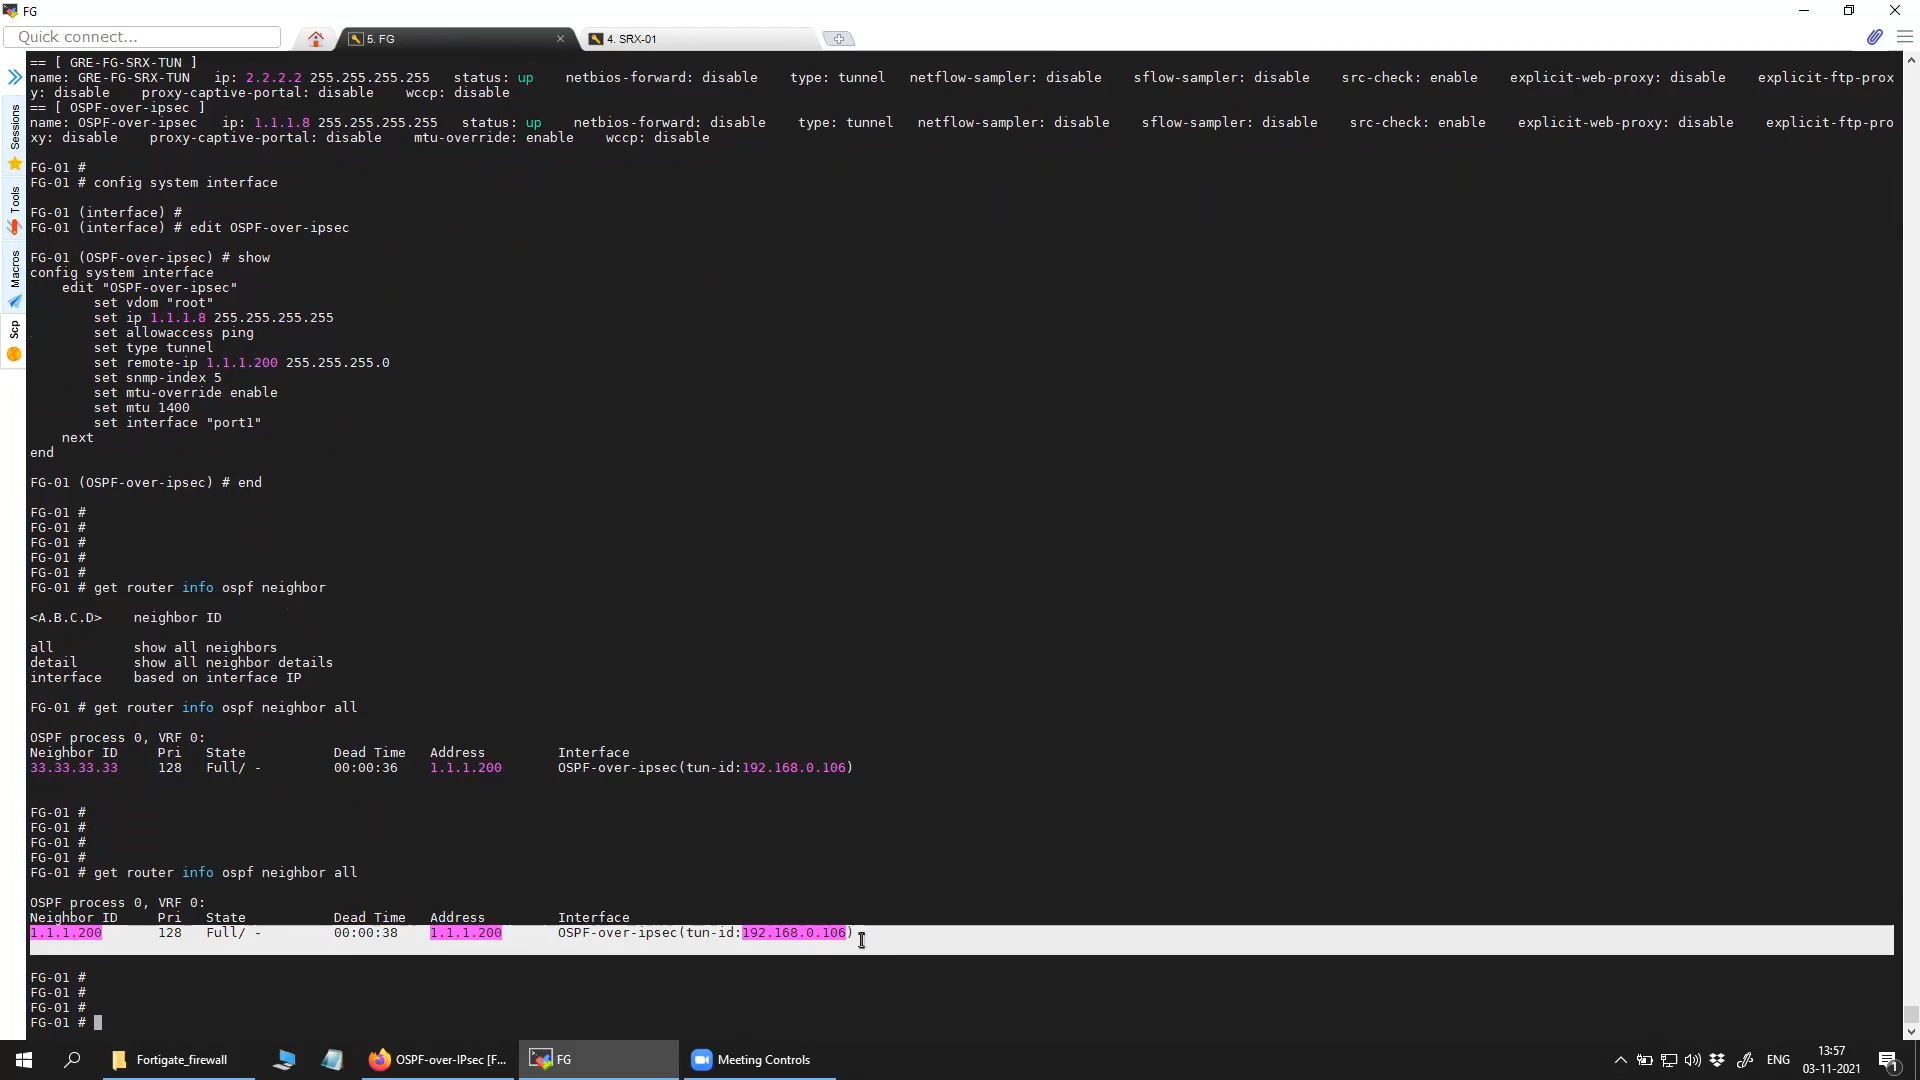 FG
Quick connect...
5. FG
4. SRX-01
Sessions
Tools
Macros
Scp
== [ GRE-FG-SRX-TUN ]
name: GRE-FG-SRX-TUN   ip: 2.2.2.2 255.255.255.255   status: up    netbios-forward: disable    type: tunnel   netflow-sampler: disable    sflow-sampler: disable    src-check: enable    explicit-web-proxy: disable    explicit-ftp-prox
y: disable    proxy-captive-portal: disable    wccp: disable
== [ OSPF-over-ipsec ]
name: OSPF-over-ipsec   ip: 1.1.1.8 255.255.255.255   status: up    netbios-forward: disable    type: tunnel   netflow-sampler: disable    sflow-sampler: disable    src-check: enable    explicit-web-proxy: disable    explicit-ftp-pro
xy: disable    proxy-captive-portal: disable    mtu-override: enable    wccp: disable
FG-01 #
FG-01 # config system interface
FG-01 (interface) #
FG-01 (interface) # edit OSPF-over-ipsec
FG-01 (OSPF-over-ipsec) # show
config system interface
    edit "OSPF-over-ipsec"
        set vdom "root"
        set ip 1.1.1.8 255.255.255.255
        set allowaccess ping
        set type tunnel
        set remote-ip 1.1.1.200 255.255.255.0
        set snmp-index 5
        set mtu-override enable
        set mtu 1400
        set interface "port1"
    next
end
FG-01 (OSPF-over-ipsec) # end
FG-01 #
FG-01 #
FG-01 #
FG-01 #
FG-01 #
FG-01 # get router info ospf neighbor
<A.B.C.D>    neighbor ID
all          show all neighbors
detail       show all neighbor details
interface    based on interface IP
FG-01 # get router info ospf neighbor all
OSPF process 0, VRF 0:
Neighbor ID     Pri   State           Dead Time   Address         Interface
33.33.33.33     128   Full/ -         00:00:36    1.1.1.200       OSPF-over-ipsec(tun-id:192.168.0.106)
FG-01 #
FG-01 #
FG-01 #
FG-01 #
FG-01 # get router info ospf neighbor all
OSPF process 0, VRF 0:
Neighbor ID     Pri   State           Dead Time   Address         Interface
1.1.1.200       128   Full/ -         00:00:38    1.1.1.200       OSPF-over-ipsec(tun-id:192.168.0.106)
FG-01 #
FG-01 #
FG-01 #
FG-01 #
Fortigate_firewall
OSPF-over-IPsec [F...
FG
Meeting Controls
ENG
13:57
03-11-2021
1